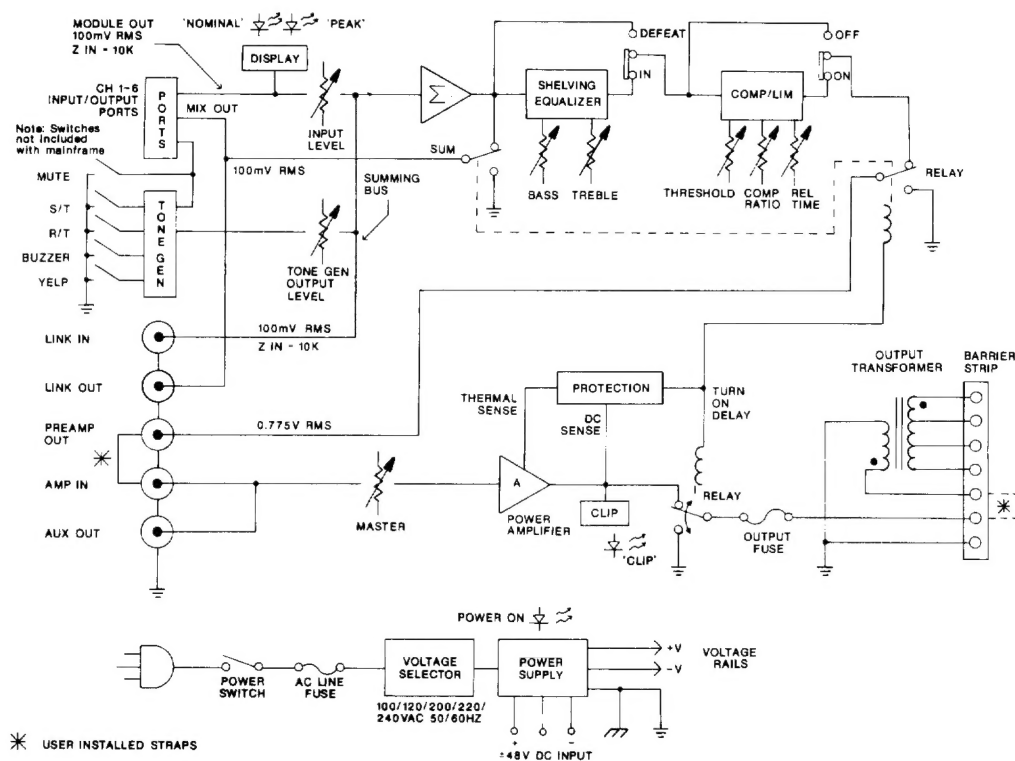 MODULE OUT
100mV RMS
Z IN - 10K
'NOMINAL'
'PEAK'
DISPLAY
CH 1-6
INPUT/OUTPUT
PORTS
PORTS
MIX OUT
INPUT
LEVEL
Σ
DEFEAT
IN
SHELVING
EQUALIZER
OFF
ON
COMP/LIM
Note: Switches
not included
with mainframe
100mV RMS
SUM
BASS
TREBLE
THRESHOLD
COMP
RATIO
REL
TIME
RELAY
MUTE
S/T
R/T
BUZZER
YELP
TONE GEN
SUMMING
BUS
TONE GEN
OUTPUT
LEVEL
LINK IN
100mV RMS
Z IN - 10K
LINK OUT
PREAMP
OUT
0.775V RMS
AMP IN
AUX OUT
MASTER
THERMAL
SENSE
PROTECTION
DC
SENSE
TURN
ON
DELAY
A
POWER
AMPLIFIER
CLIP
'CLIP'
RELAY
OUTPUT
FUSE
OUTPUT
TRANSFORMER
BARRIER
STRIP
POWER ON
POWER
SWITCH
AC LINE
FUSE
VOLTAGE
SELECTOR
100/120/200/220/
240VAC 50/60HZ
POWER
SUPPLY
+V
-V
VOLTAGE
RAILS
+
-
±48V DC INPUT
USER INSTALLED STRAPS